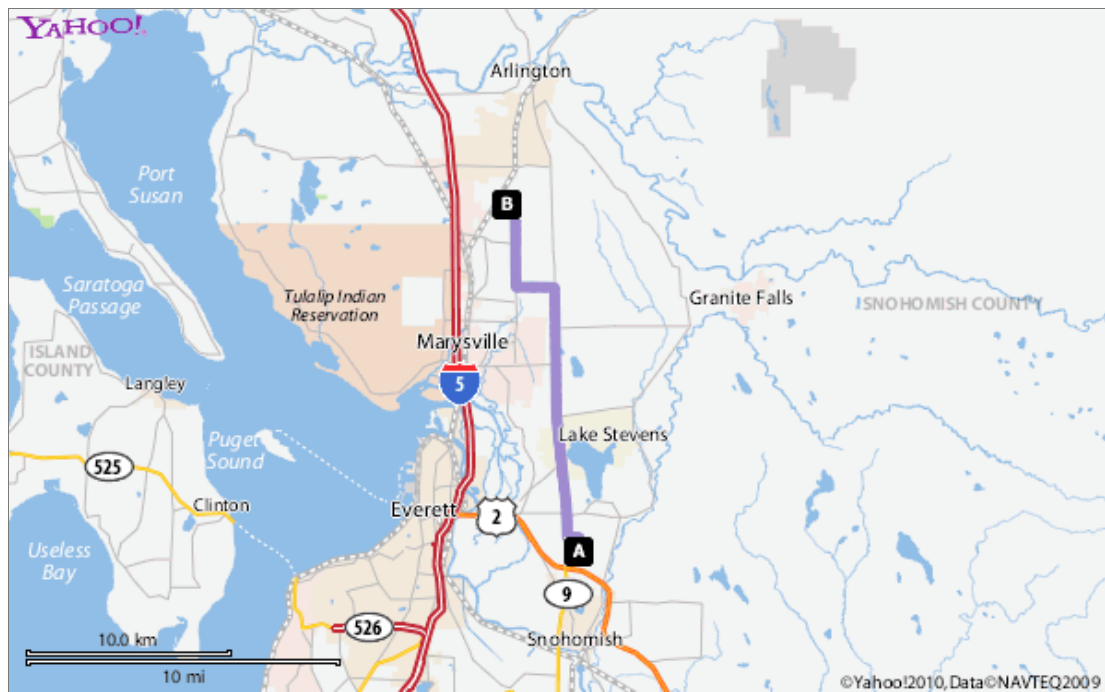 YAHOO!
Arlington
Port
Susan
B
Saratoga
Passage
Tulalip Indian
Reservation
Granite Falls
SNOHOMISH COUNTY
Marysville
ISLAND
COUNTY
5
Langley
Lake Stevens
Puget
Sound
525
Clinton
Everett
2
Useless
Bay
A
9
526
Snohomish
10.0 km
10 mi
©Yahoo!2010, Data©NAVTEQ2009